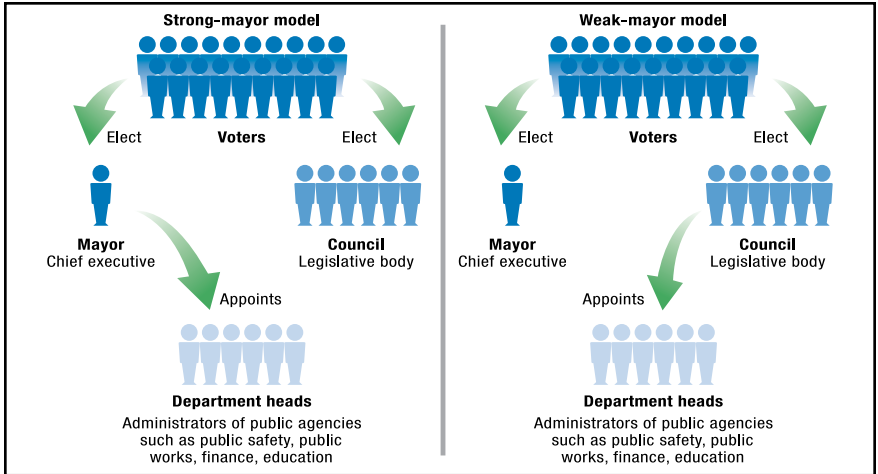 Strong–mayor model
Elect
Voters
Elect
Mayor
Chief executive
Council
Legislative body
Appoints
Department heads
Administrators of public agencies
such as public safety, public
works, finance, education
Weak–mayor model
Elect
Voters
Elect
Mayor
Chief executive
Council
Legislative body
Appoints
Department heads
Administrators of public agencies
such as public safety, public
works, finance, education